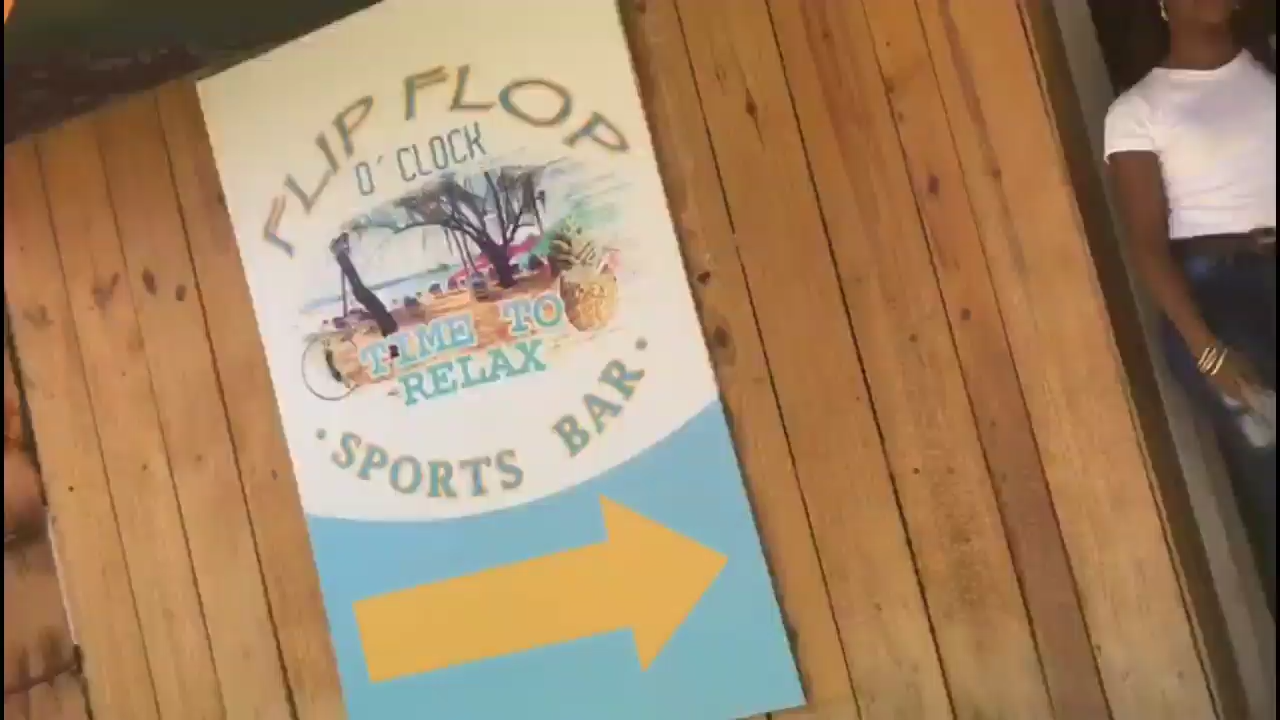 FLIP FLOP
O' CLOCK
TIME TO
RELAX
• SPORTS BAR •